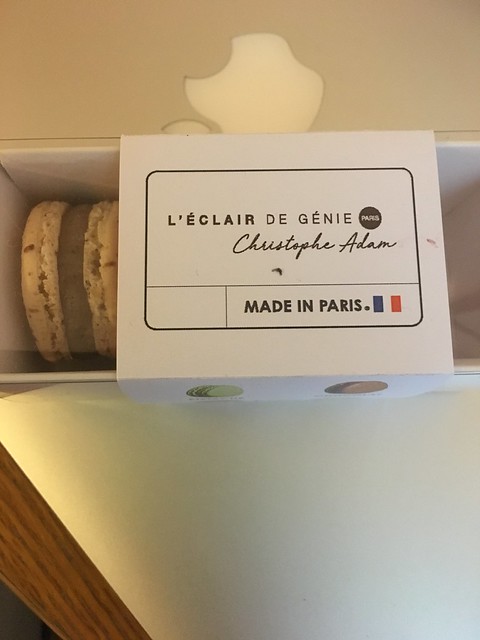 L'ÉCLAIR DE GÉNIE PARIS
Christophe Adam
MADE IN PARIS.